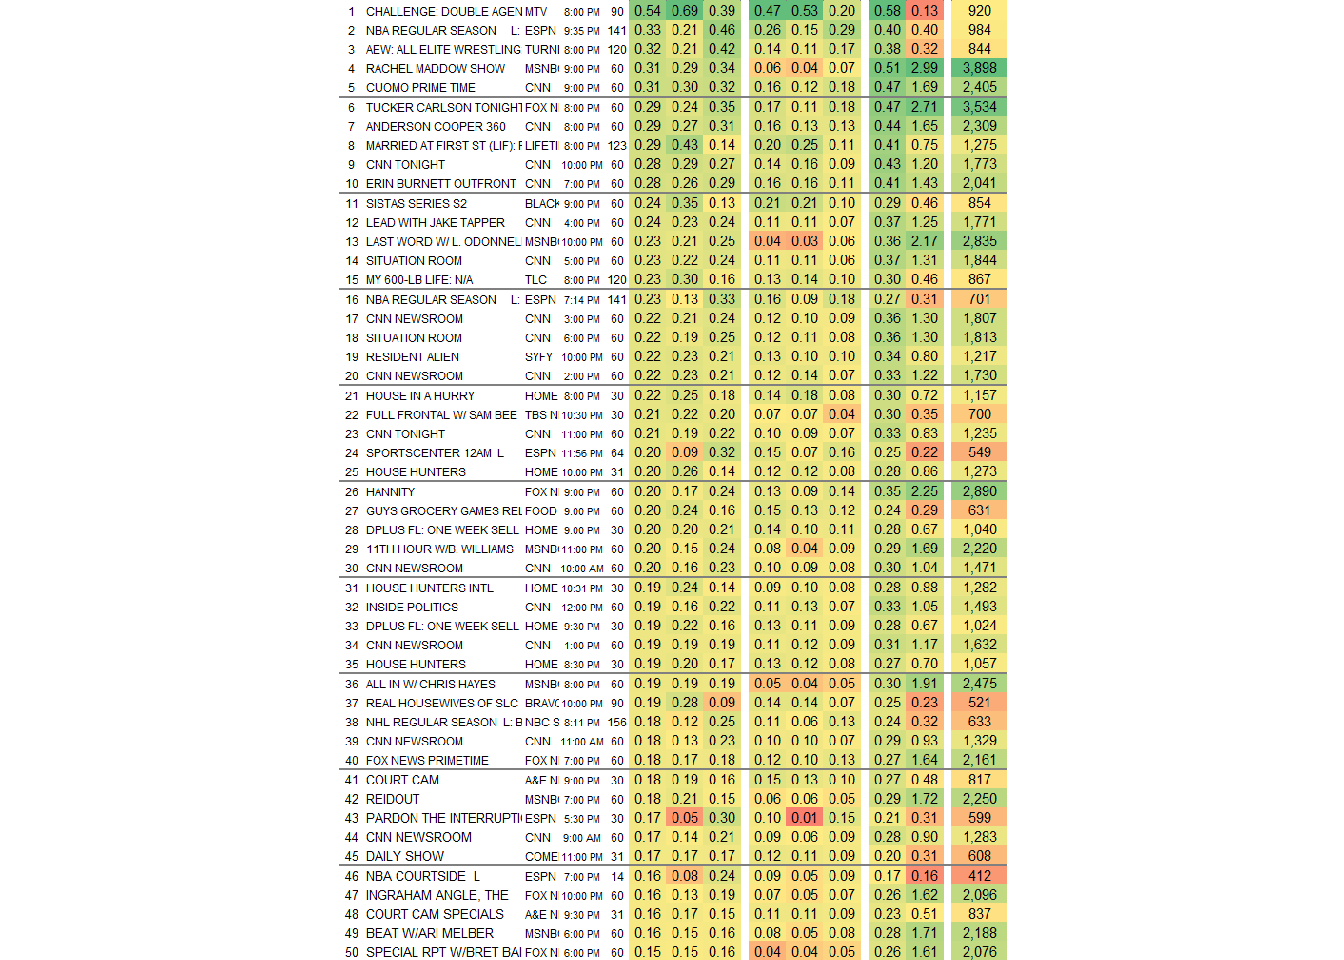 1 CHALLENGE: DOUBLE AGEN MTV 8:00 PM 90 0.54 0.69 0.39 0.47 0.53 0.20 0.58 0.13 920
2 NBA REGULAR SEASON L: ESPN 9:35 PM 141 0.33 0.21 0.46 0.26 0.15 0.29 0.40 0.40 984
3 AEW: ALL ELITE WRESTLING TURNI 8:00 PM 120 0.32 0.21 0.42 0.14 0.11 0.17 0.38 0.32 844
4 RACHEL MADDOW SHOW MSNB 9:00 PM 60 0.31 0.29 0.34 0.06 0.04 0.07 0.51 2.99 3,898
5 CUOMO PRIME TIME CNN 9:00 PM 60 0.31 0.30 0.32 0.16 0.12 0.18 0.47 1.69 2,405
6 TUCKER CARLSON TONIGHT FOX N 8:00 PM 60 0.29 0.24 0.35 0.17 0.11 0.18 0.47 2.71 3,534
7 ANDERSON COOPER 360 CNN 8:00 PM 60 0.29 0.27 0.31 0.16 0.13 0.13 0.44 1.65 2,309
8 MARRIED AT FIRST ST (LIF): F LIFETI 8:00 PM 123 0.29 0.43 0.14 0.20 0.25 0.11 0.41 0.75 1,275
9 CNN TONIGHT CNN 10:00 PM 60 0.28 0.29 0.27 0.14 0.16 0.09 0.43 1.20 1,773
10 ERIN BURNETT OUTFRONT CNN 7:00 PM 60 0.28 0.26 0.29 0.16 0.16 0.11 0.41 1.43 2,041
11 SISTAS SERIES S2 BLACK 9:00 PM 60 0.24 0.35 0.13 0.21 0.21 0.10 0.29 0.46 854
12 LEAD WITH JAKE TAPPER CNN 4:00 PM 60 0.24 0.23 0.24 0.11 0.11 0.07 0.37 1.25 1,771
13 LAST WORD W/ L. ODONNEL MSNB 10:00 PM 60 0.23 0.21 0.25 0.04 0.03 0.06 0.36 2.17 2,835
14 SITUATION ROOM CNN 5:00 PM 60 0.23 0.22 0.24 0.11 0.11 0.06 0.37 1.31 1,844
15 MY 600-LB LIFE: N/A TLC 8:00 PM 120 0.23 0.30 0.16 0.13 0.14 0.10 0.30 0.46 867
16 NBA REGULAR SEASON L: ESPN 7:14 PM 141 0.23 0.13 0.33 0.16 0.09 0.18 0.27 0.31 701
17 CNN NEWSROOM CNN 3:00 PM 60 0.22 0.21 0.24 0.12 0.10 0.09 0.36 1.30 1,807
18 SITUATION ROOM CNN 6:00 PM 60 0.22 0.19 0.25 0.12 0.11 0.08 0.36 1.30 1,813
19 RESIDENT ALIEN SYFY 10:00 PM 60 0.22 0.23 0.21 0.13 0.10 0.10 0.34 0.80 1,217
20 CNN NEWSROOM CNN 2:00 PM 60 0.22 0.23 0.21 0.12 0.14 0.07 0.33 1.22 1,730
21 HOUSE IN A HURRY HOME 8:00 PM 30 0.22 0.25 0.18 0.14 0.18 0.08 0.30 0.72 1,157
22 FULL FRONTAL W/ SAM BEE TBS N 10:30 PM 30 0.21 0.22 0.20 0.07 0.07 0.04 0.30 0.35 700
23 CNN TONIGHT CNN 11:00 PM 60 0.21 0.19 0.22 0.10 0.09 0.07 0.33 0.83 1,235
24 SPORTSCENTER 12AM L ESPN 11:56 PM 64 0.20 0.09 0.32 0.15 0.07 0.16 0.25 0.22 549
25 HOUSE HUNTERS HOME 10:00 PM 31 0.20 0.26 0.14 0.12 0.12 0.08 0.28 0.86 1,273
26 HANNITY FOX N 9:00 PM 60 0.20 0.17 0.24 0.13 0.09 0.14 0.35 2.25 2,890
27 GUYS GROCERY GAMES REL FOOD 9:00 PM 60 0.20 0.24 0.16 0.15 0.13 0.12 0.24 0.29 631
28 DPLUS FL: ONE WEEK SELL HOME 9:00 PM 30 0.20 0.20 0.21 0.14 0.10 0.11 0.28 0.67 1,040
29 11TH HOUR W/B. WILLIAMS MSNB 11:00 PM 60 0.20 0.15 0.24 0.08 0.04 0.09 0.29 1.69 2,220
30 CNN NEWSROOM CNN 10:00 AM 60 0.20 0.16 0.23 0.10 0.09 0.08 0.30 1.04 1,471
31 HOUSE HUNTERS INTL HOME 10:31 PM 30 0.19 0.24 0.14 0.09 0.10 0.08 0.28 0.88 1,282
32 INSIDE POLITICS CNN 12:00 PM 60 0.19 0.16 0.22 0.11 0.13 0.07 0.33 1.05 1,493
33 DPLUS FL: ONE WEEK SELL HOME 9:30 PM 30 0.19 0.22 0.16 0.13 0.11 0.09 0.28 0.67 1,024
34 CNN NEWSROOM CNN 1:00 PM 60 0.19 0.19 0.19 0.11 0.12 0.09 0.31 1.17 1,632
35 HOUSE HUNTERS HOME 8:30 PM 30 0.19 0.20 0.17 0.13 0.12 0.08 0.27 0.70 1,057
36 ALL IN W/ CHRIS HAYES MSNB 8:00 PM 60 0.19 0.19 0.19 0.05 0.04 0.05 0.30 1.91 2,475
37 REAL HOUSEWIVES OF SLC BRAVO 10:00 PM 90 0.19 0.28 0.09 0.14 0.14 0.07 0.25 0.23 521
38 NHL REGULAR SEASON L: B NBC S 8:11 PM 156 0.18 0.12 0.25 0.11 0.06 0.13 0.24 0.32 633
39 CNN NEWSROOM CNN 11:00 AM 60 0.18 0.13 0.23 0.10 0.10 0.07 0.29 0.93 1,329
40 FOX NEWS PRIMETIME FOX N 7:00 PM 60 0.18 0.17 0.18 0.12 0.10 0.13 0.27 1.64 2,161
41 COURT CAM A&E N 9:00 PM 30 0.18 0.19 0.16 0.15 0.13 0.10 0.27 0.48 817
42 REIDOUT MSNB 7:00 PM 60 0.18 0.21 0.15 0.06 0.06 0.05 0.29 1.72 2,250
43 PARDON THE INTERRUPTI ESPN 5:30 PM 30 0.17 0.05 0.30 0.10 0.01 0.15 0.21 0.31 599
44 CNN NEWSROOM CNN 9:00 AM 60 0.17 0.14 0.21 0.09 0.06 0.09 0.28 0.90 1,283
45 DAILY SHOW COME 11:00 PM 31 0.17 0.17 0.17 0.12 0.11 0.09 0.20 0.31 608
46 NBA COURTSIDE L ESPN 7:00 PM 14 0.16 0.08 0.24 0.09 0.05 0.09 0.17 0.16 412
47 INGRAHAM ANGLE, THE FOX N 10:00 PM 60 0.16 0.13 0.19 0.07 0.05 0.07 0.26 1.62 2,096
48 COURT CAM SPECIALS A&E N 9:30 PM 31 0.16 0.17 0.15 0.11 0.11 0.09 0.23 0.51 837
49 BEAT W/ARI MELBER MSNB 6:00 PM 60 0.16 0.15 0.16 0.08 0.05 0.08 0.28 1.71 2,188
50 SPECIAL RPT W/BRET BAI FOX N 6:00 PM 60 0.15 0.15 0.16 0.04 0.04 0.05 0.26 1.61 2,076